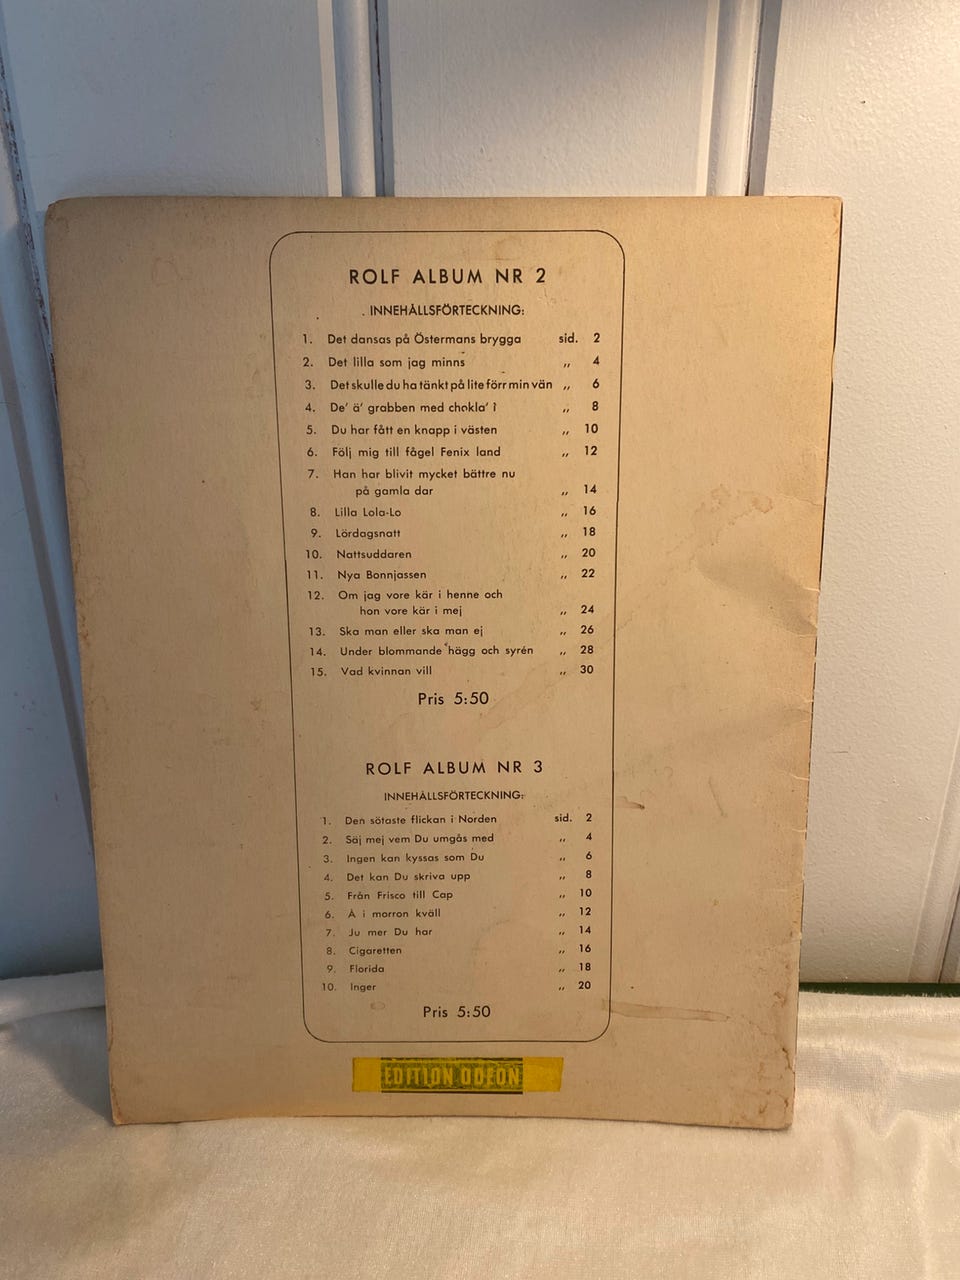 ROLF ALBUM NR 2
INNEHÅLLSFÖRTECKNING:
1. Det dansas på Östermans brygga sid. 2
2. Det lilla som jag minns „ 4
3. Det skulle du ha tänkt på lite förr min vän „ 6
4. De' ä' grabben med chokla' i „ 8
5. Du har fått en knapp i västen „ 10
6. Följ mig till fågel Fenix land „ 12
7. Han har blivit mycket bättre nu
på gamla dar „ 14
8. Lilla Lola-Lo „ 16
9. Lördagsnatt „ 18
10. Nattsuddaren „ 20
11. Nya Bonnjassen „ 22
12. Om jag vore kär i henne och
hon vore kär i mej „ 24
13. Ska man eller ska man ej „ 26
14. Under blommande hägg och syrén „ 28
15. Vad kvinnan vill „ 30
Pris 5:50
ROLF ALBUM NR 3
INNEHÅLLSFÖRTECKNING:
1. Den sötaste flickan i Norden sid. 2
2. Säj mej vem Du umgås med „ 4
3. Ingen kan kyssas som Du „ 6
4. Det kan Du skriva upp „ 8
5. Från Frisco till Cap „ 10
6. Å i morron kväll „ 12
7. Ju mer Du har „ 14
8. Cigaretten „ 16
9. Florida „ 18
10. Inger „ 20
Pris 5:50
EDITION ODEON